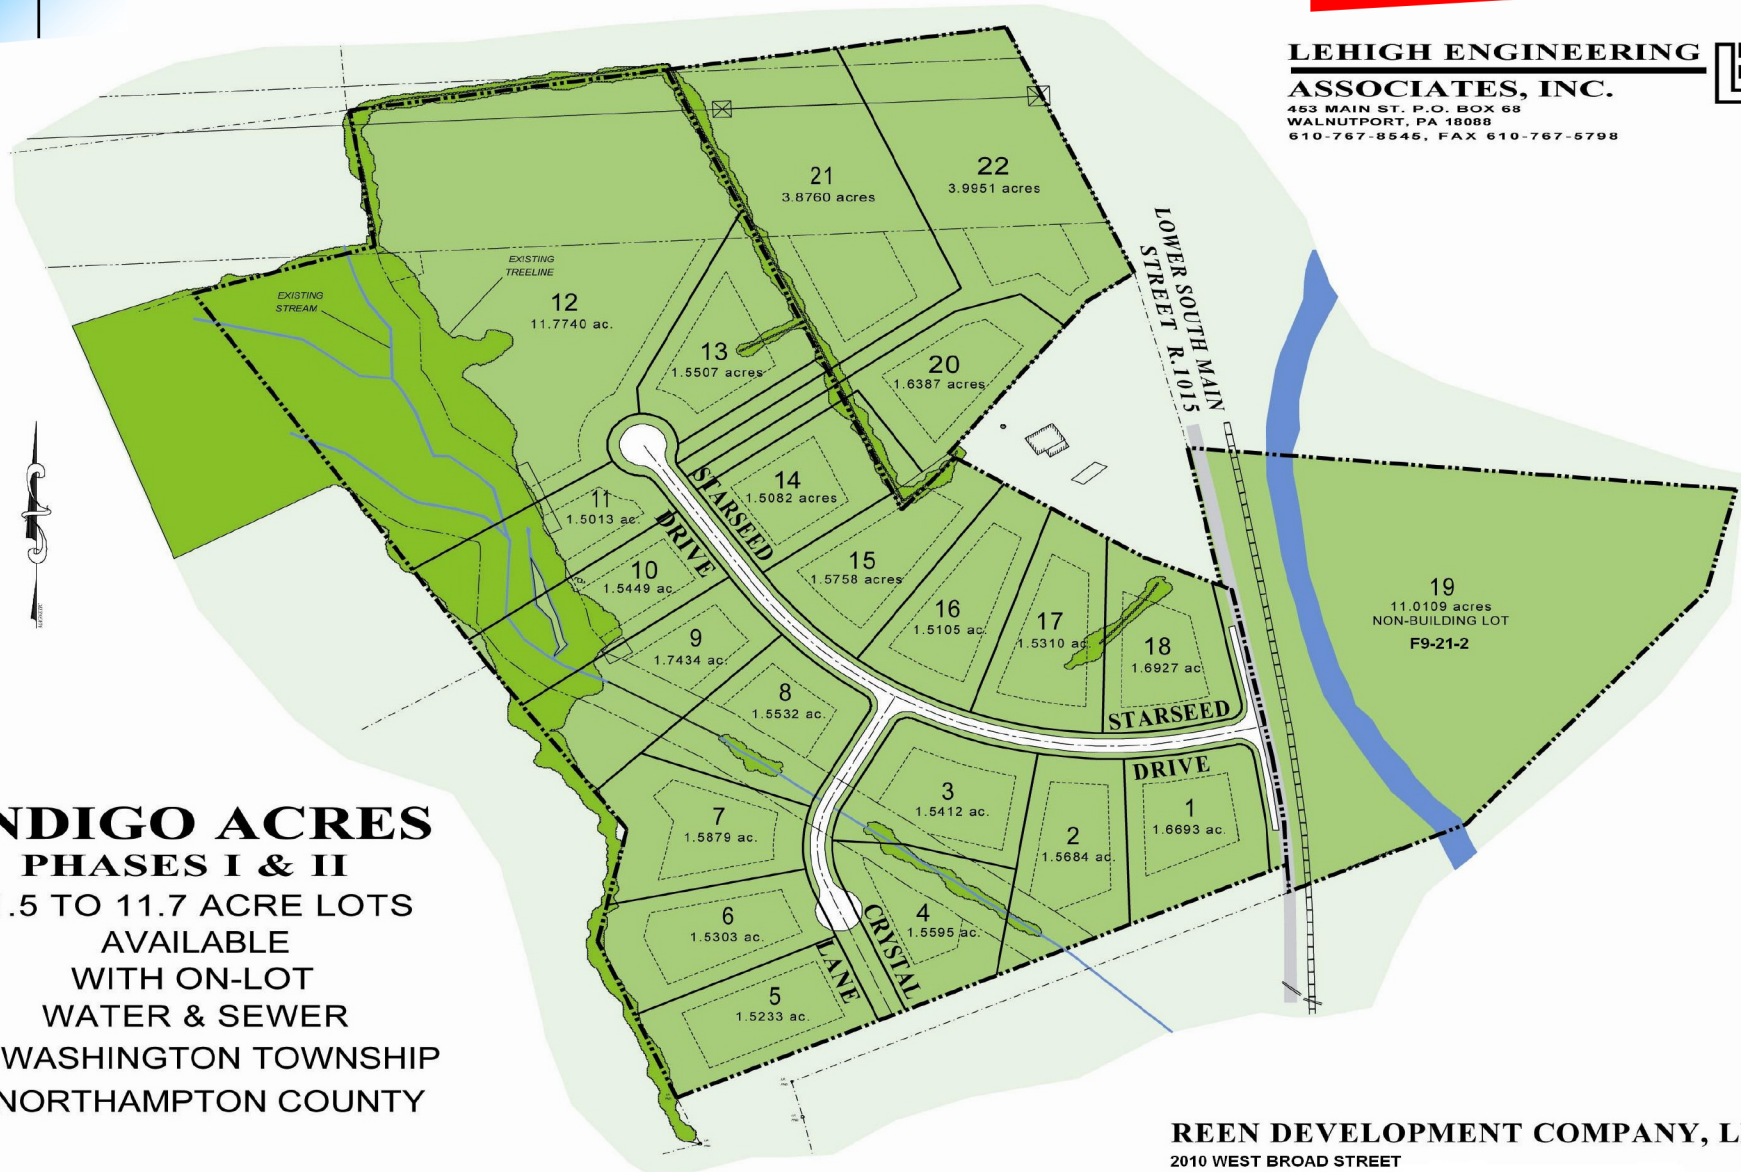 LEHIGH ENGINEERING
ASSOCIATES, INC.
453 MAIN ST. P.O. BOX 68
WALNUTPORT, PA 18088
610-767-8545, FAX 610-767-5798
21
3.8760 acres
22
3.9951 acres
LOWER SOUTH MAIN
STREET R.1015
EXISTING
TREELINE
EXISTING
STREAM
12
11.7740 ac.
13
1.5507 acres
20
1.6387 acres
STARSEED
DRIVE
14
1.5082 acres
11
1.5013 ac.
10
1.5449 ac.
15
1.5758 acres
16
1.5105 ac.
17
1.5310 ac.
18
1.6927 ac.
19
11.0109 acres
NON-BUILDING LOT
F9-21-2
9
1.7434 ac.
8
1.5532 ac.
STARSEED
DRIVE
7
1.5879 ac.
3
1.5412 ac.
2
1.5684 ac.
1
1.6693 ac.
6
1.5303 ac.
4
1.5595 ac.
5
1.5233 ac.
CRYSTAL
LANE
NDIGO ACRES
PHASES I & II
.5 TO 11.7 ACRE LOTS
AVAILABLE
WITH ON-LOT
WATER & SEWER
WASHINGTON TOWNSHIP
NORTHAMPTON COUNTY
REEN DEVELOPMENT COMPANY, L
2010 WEST BROAD STREET